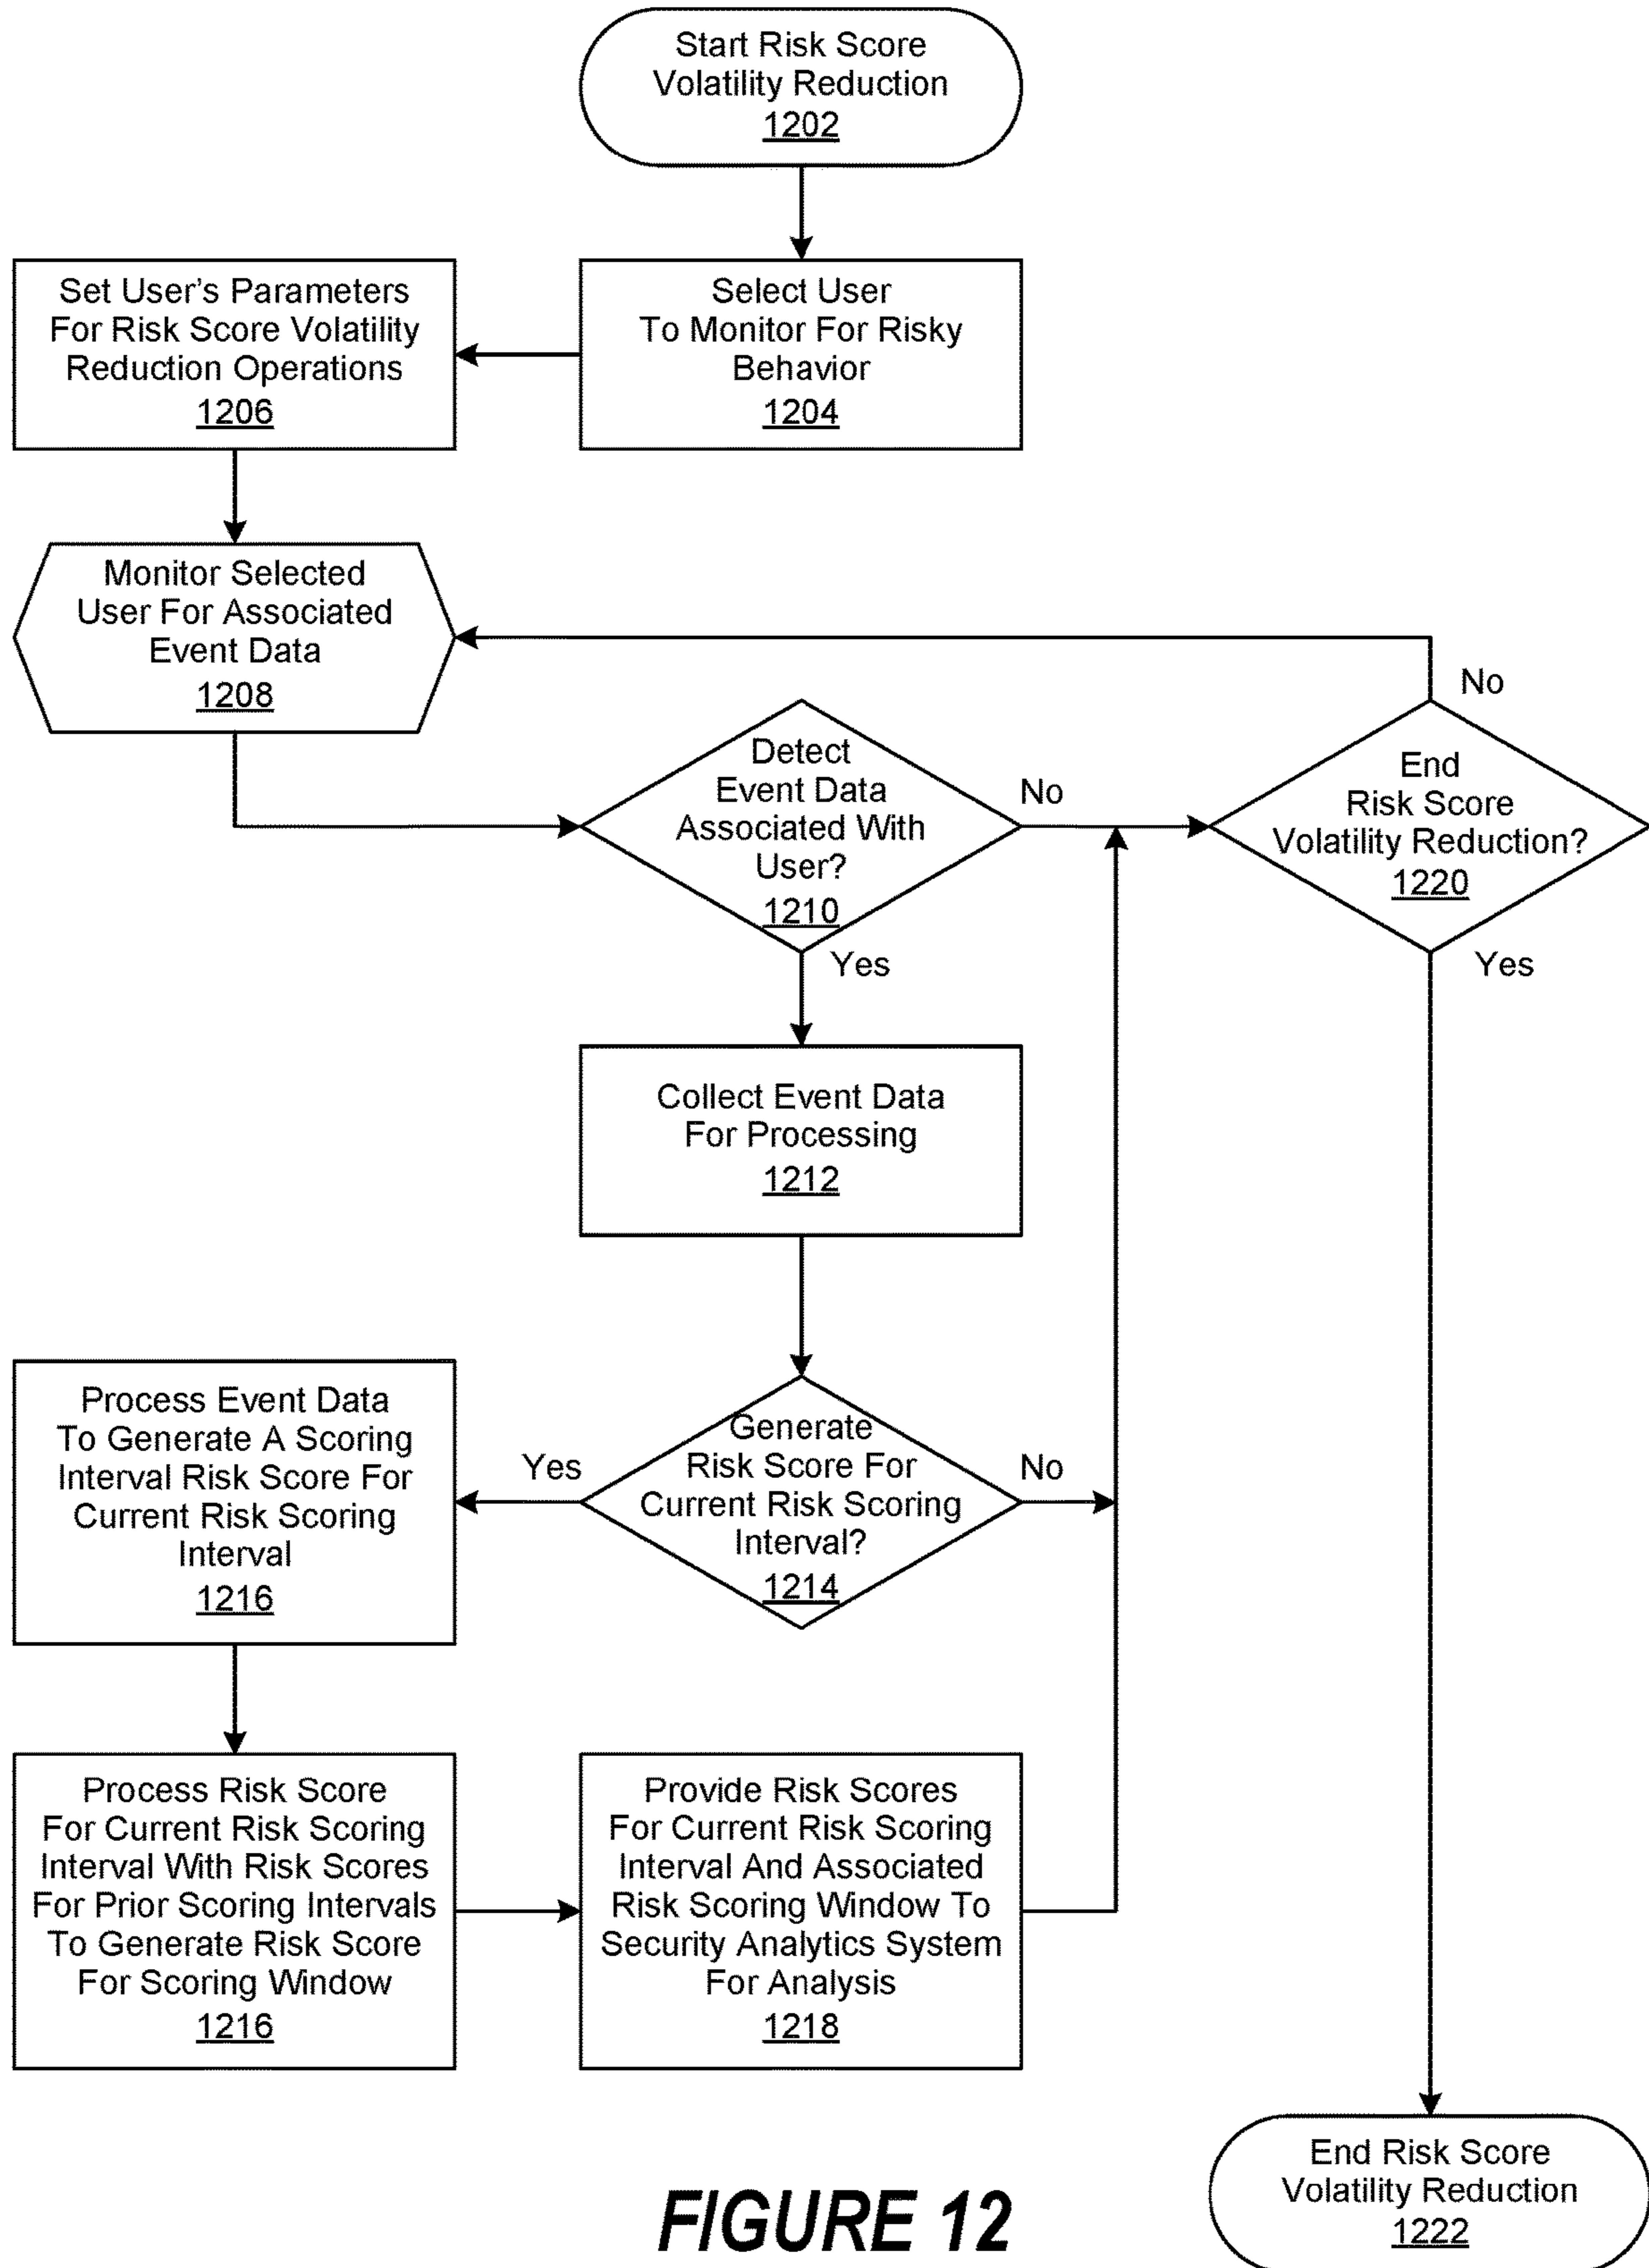 Start Risk Score
Volatility Reduction
1202
Select User
To Monitor For Risky
Behavior
1204
Set User's Parameters
For Risk Score Volatility
Reduction Operations
1206
Monitor Selected
User For Associated
Event Data
1208
Detect
Event Data
Associated With
User?
1210
No
Yes
End
Risk Score
Volatility Reduction?
1220
No
Yes
Collect Event Data
For Processing
1212
Generate
Risk Score For
Current Risk Scoring
Interval?
1214
Yes
No
Process Event Data
To Generate A Scoring
Interval Risk Score For
Current Risk Scoring
Interval
1216
Process Risk Score
For Current Risk Scoring
Interval With Risk Scores
For Prior Scoring Intervals
To Generate Risk Score
For Scoring Window
1216
Provide Risk Scores
For Current Risk Scoring
Interval And Associated
Risk Scoring Window To
Security Analytics System
For Analysis
1218
End Risk Score
Volatility Reduction
1222
FIGURE 12